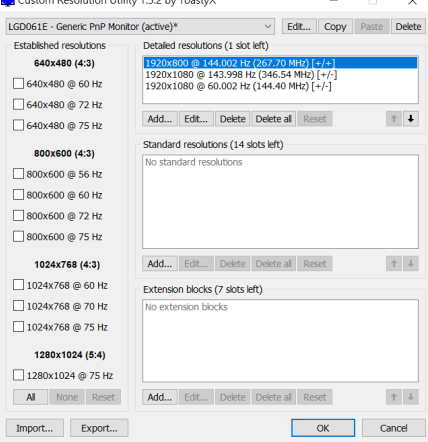 Custom Resolution Utility 1.5.2 by ToastyX
LGD061E - Generic PnP Monitor (active)*
Edit... Copy Paste Delete
Established resolutions
640x480 (4:3)
640x480 @ 60 Hz
640x480 @ 72 Hz
640x480 @ 75 Hz
800x600 (4:3)
800x600 @ 56 Hz
800x600 @ 60 Hz
800x600 @ 72 Hz
800x600 @ 75 Hz
1024x768 (4:3)
1024x768 @ 60 Hz
1024x768 @ 70 Hz
1024x768 @ 75 Hz
1280x1024 (5:4)
1280x1024 @ 75 Hz
All None Reset
Detailed resolutions (1 slot left)
1920x800 @ 144.002 Hz (267.70 MHz) [+/+]
1920x1080 @ 143.998 Hz (346.54 MHz) [+/-]
1920x1080 @ 60.002 Hz (144.40 MHz) [+/-]
Add... Edit... Delete Delete all Reset
Standard resolutions (14 slots left)
No standard resolutions
Add... Edit... Delete Delete all Reset
Extension blocks (7 slots left)
No extension blocks
Add... Edit... Delete Delete all Reset
Import... Export... OK Cancel